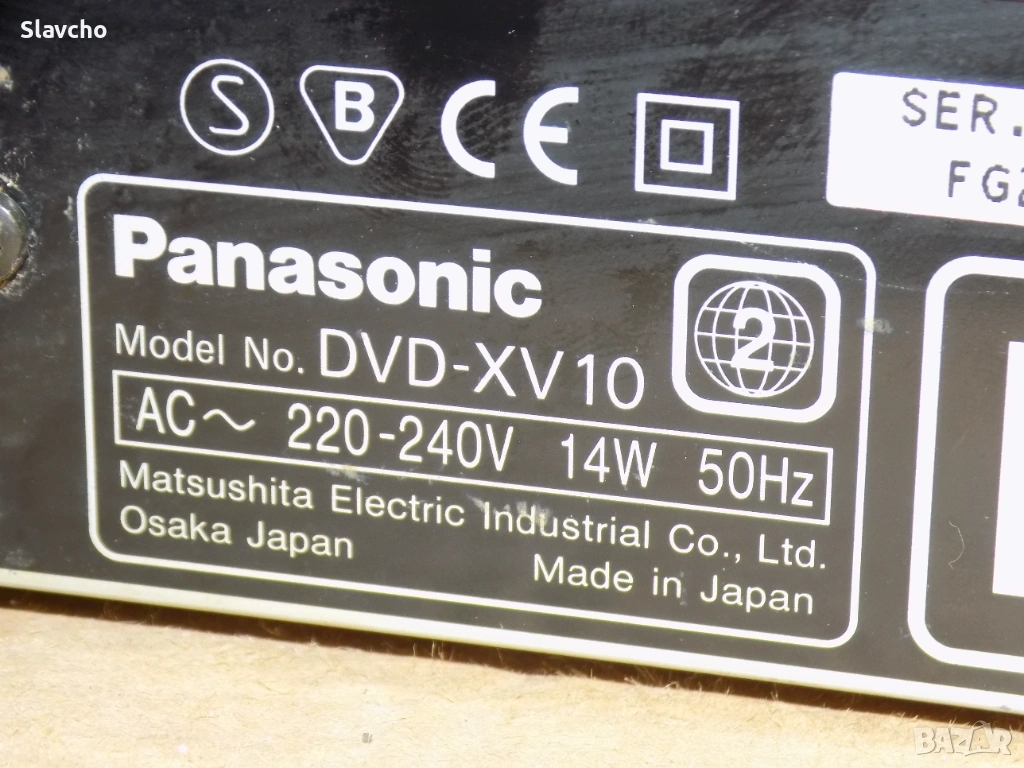 Slavcho
S B CE
SER.
Panasonic
Model No. DVD-XV10
2
AC~ 220-240V 14W 50Hz
Matsushita Electric Industrial Co., Ltd.
Osaka Japan
Made in Japan
BAZAR